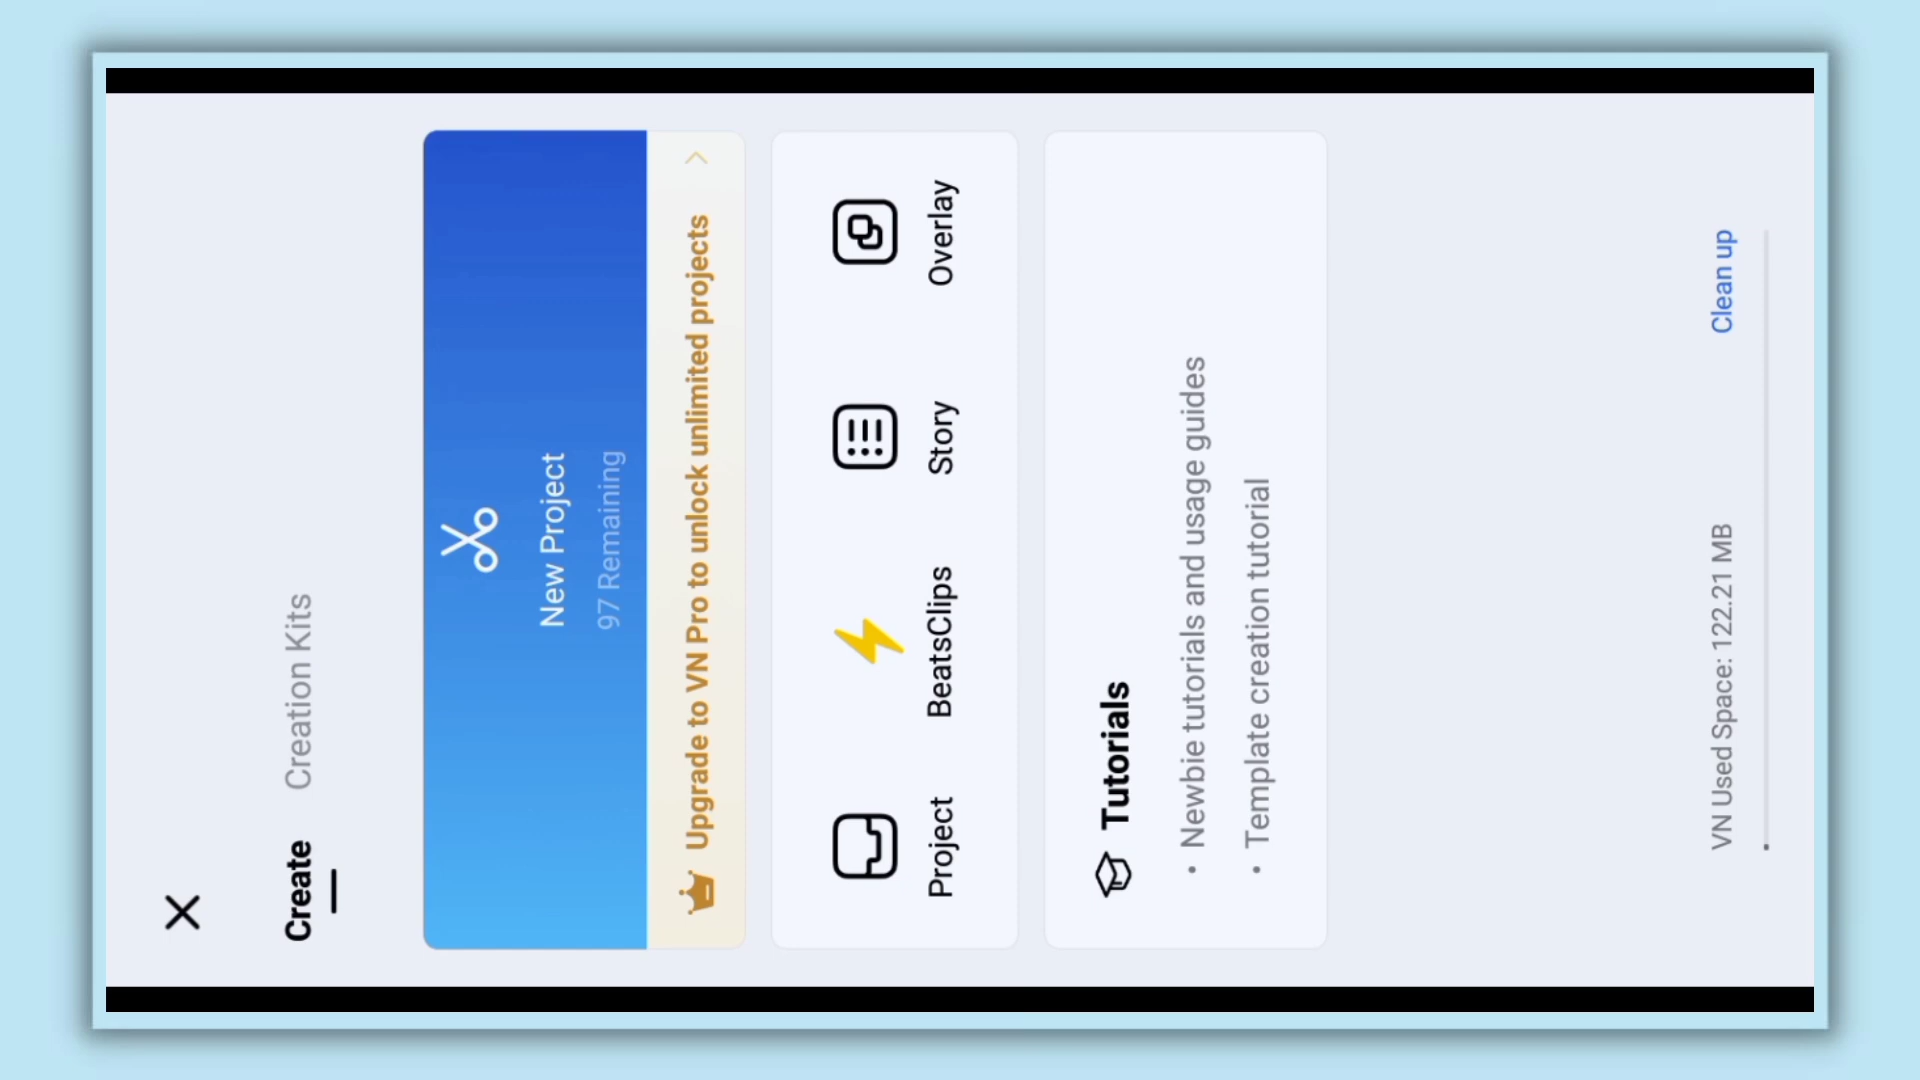 Create
Creation Kits
New Project
97 Remaining
Upgrade to VN Pro to unlock unlimited projects
Project
BeatsClips
Story
Overlay
Tutorials
• Newbie tutorials and usage guides
• Template creation tutorial
VN Used Space: 122.21 MB
Clean up